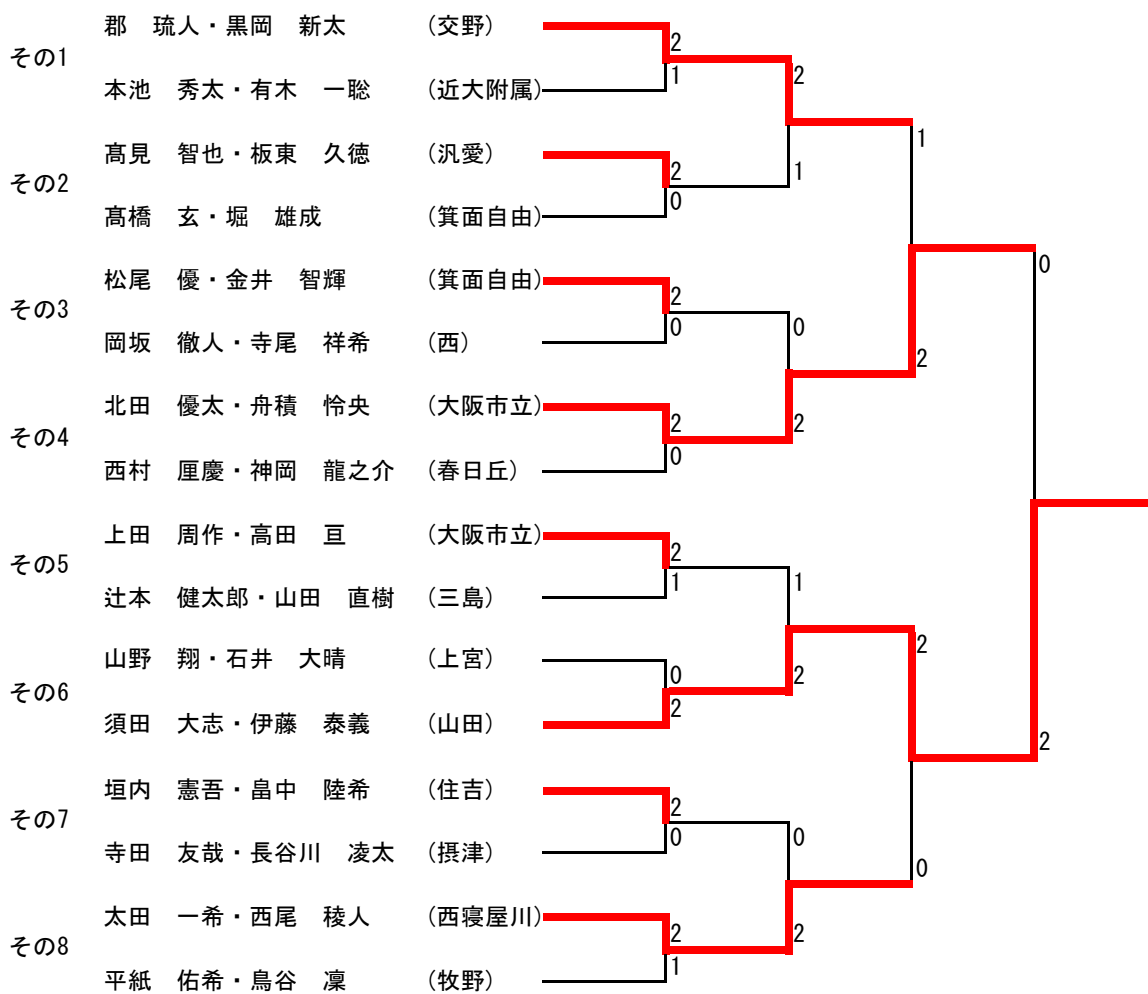 郡　琉人・黒岡　新太　（交野）
2
その1
1
2
本池　秀太・有木　一聡　（近大附属）
1
髙見　智也・板東　久徳　（汎愛）
2
1
その2
0
髙橋　玄・堀　雄成　（箕面自由）
0
松尾　優・金井　智輝　（箕面自由）
2
その3
0
0
岡坂　徹人・寺尾　祥希　（西）
2
北田　優太・舟積　怜央　（大阪市立）
2
2
その4
0
西村　厘慶・神岡　龍之介　（春日丘）
上田　周作・高田　亘　（大阪市立）
2
その5
1
1
辻本　健太郎・山田　直樹　（三島）
2
山野　翔・石井　大晴　（上宮）
0
2
その6
2
須田　大志・伊藤　泰義　（山田）
2
垣内　憲吾・畠中　陸希　（住吉）
2
その7
0
0
寺田　友哉・長谷川　凌太　（摂津）
0
太田　一希・西尾　稜人　（西寝屋川）
2
2
その8
1
平紙　佑希・鳥谷　凜　（牧野）